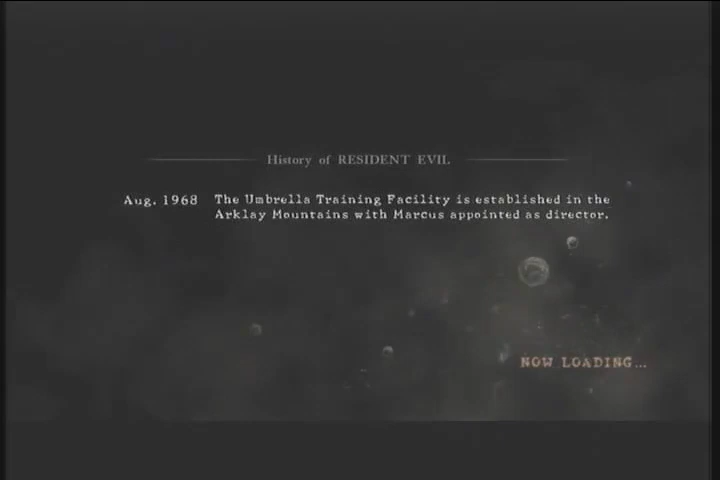 History of RESIDENT EVIL
Aug. 1968 The Umbrella Training Facility is established in the
Arklay Mountains with Marcus appointed as director.
NOW LOADING...